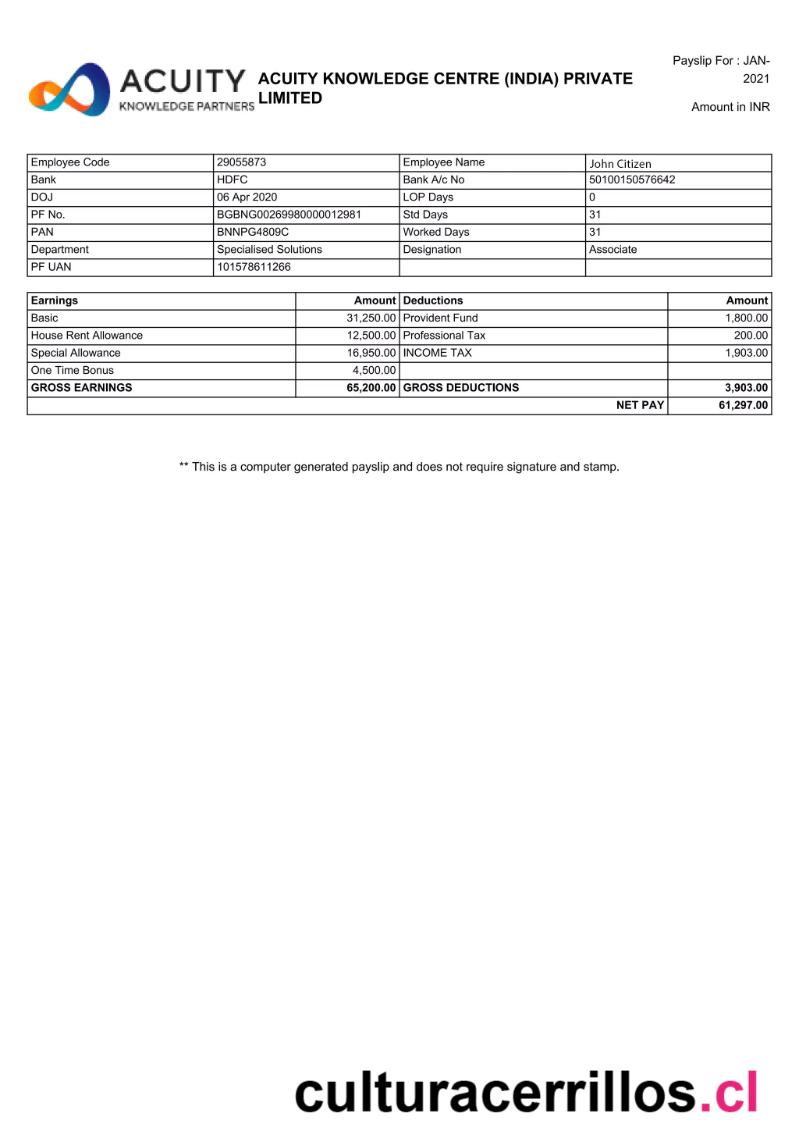 ACUITY
KNOWLEDGE PARTNERS
ACUITY KNOWLEDGE CENTRE (INDIA) PRIVATE
LIMITED
Payslip For : JAN-
2021
Amount in INR
Employee Code 29055873 Employee Name John Citizen
Bank HDFC Bank A/c No 50100150576642
DOJ 06 Apr 2020 LOP Days 0
PF No. BGBNG00269980000012981 Std Days 31
PAN BNNPG4809C Worked Days 31
Department Specialised Solutions Designation Associate
PF UAN 101578611266
Earnings Amount Deductions Amount
Basic 31,250.00 Provident Fund 1,800.00
House Rent Allowance 12,500.00 Professional Tax 200.00
Special Allowance 16,950.00 INCOME TAX 1,903.00
One Time Bonus 4,500.00
GROSS EARNINGS 65,200.00 GROSS DEDUCTIONS 3,903.00
NET PAY 61,297.00
** This is a computer generated payslip and does not require signature and stamp.
culturacerrillos.cl